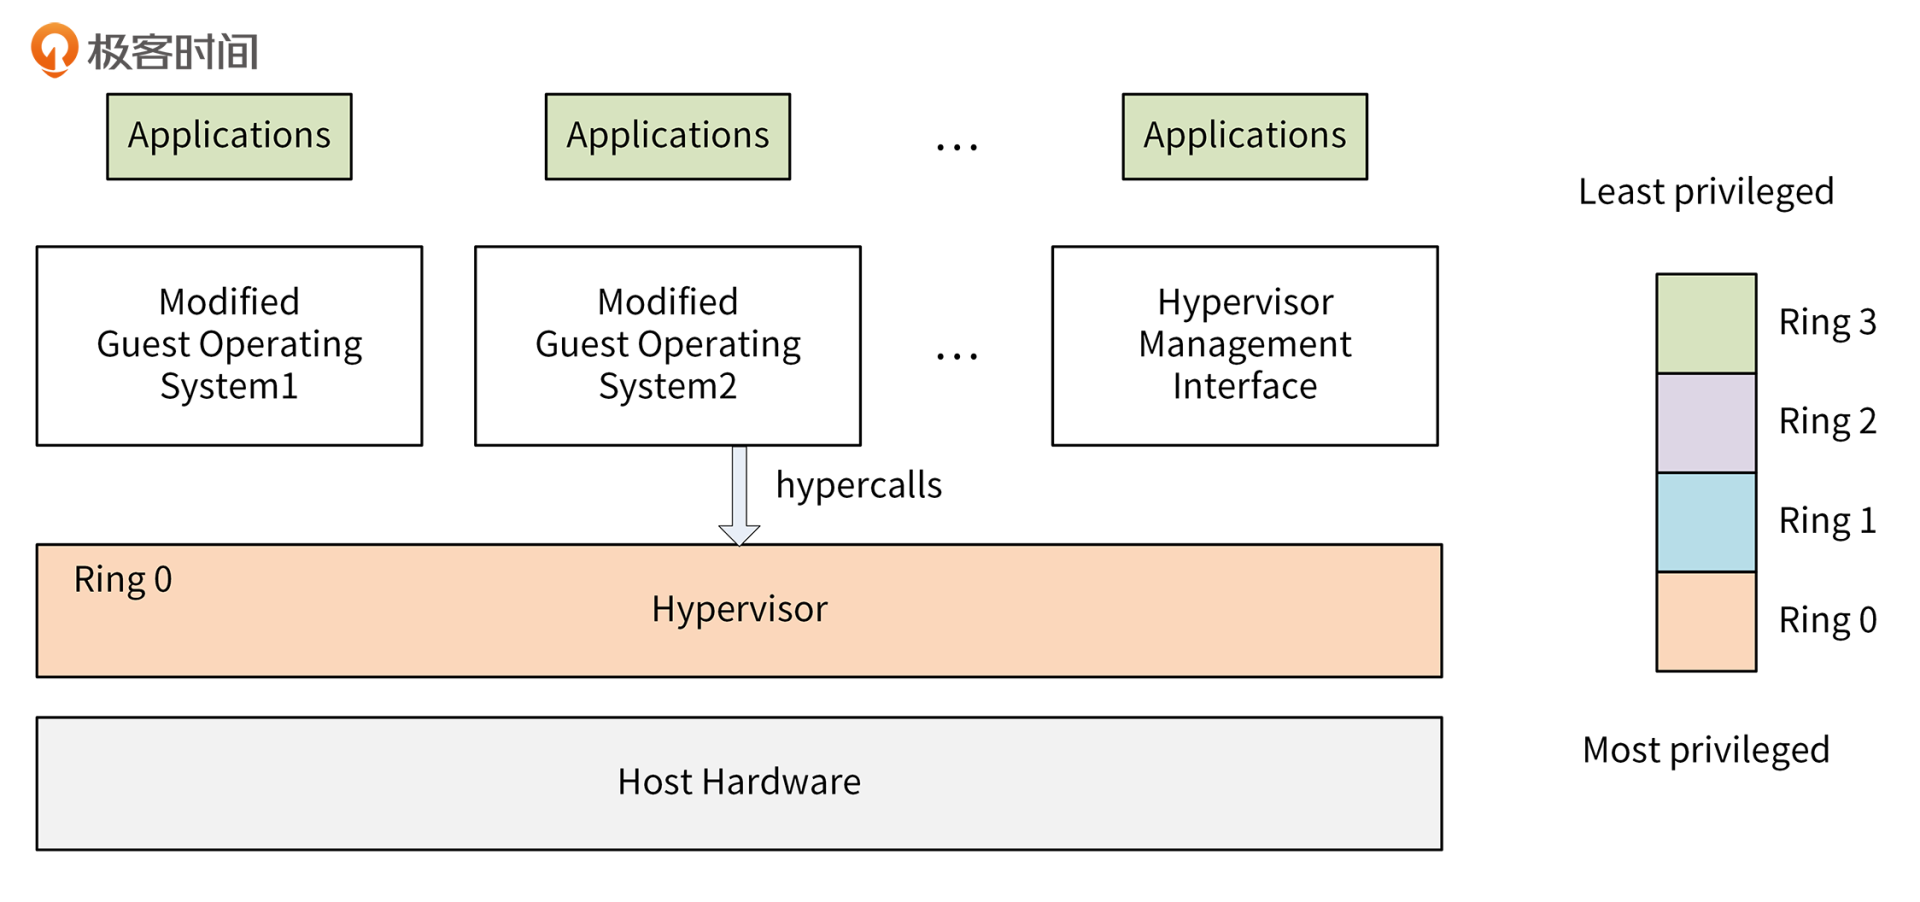 极客时间
Applications
Applications
...
Applications
Least privileged
Modified
Guest Operating
System1
Modified
Guest Operating
System2
...
Hypervisor
Management
Interface
hypercalls
Ring 0
Hypervisor
Host Hardware
Ring 3
Ring 2
Ring 1
Ring 0
Most privileged